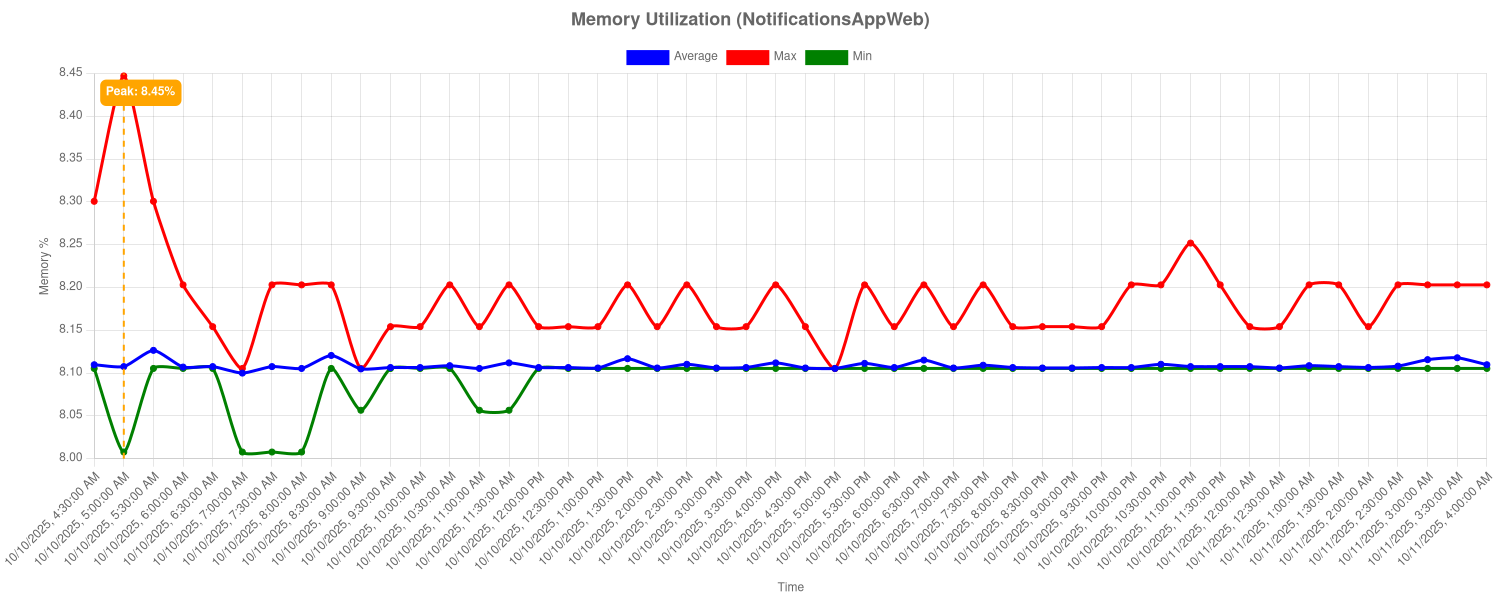 Memory Utilization (NotificationsAppWeb)
Average Max Min
8.45
Peak: 8.45%
8.40
8.35
8.30
8.25
8.20
8.15
8.10
8.05
8.00
Memory %
10/10/2025, 4:30:00 AM
10/10/2025, 5:00:00 AM
10/10/2025, 5:30:00 AM
10/10/2025, 6:00:00 AM
10/10/2025, 6:30:00 AM
10/10/2025, 7:00:00 AM
10/10/2025, 7:30:00 AM
10/10/2025, 8:00:00 AM
10/10/2025, 8:30:00 AM
10/10/2025, 9:00:00 AM
10/10/2025, 9:30:00 AM
10/10/2025, 10:00:00 AM
10/10/2025, 10:30:00 AM
10/10/2025, 11:00:00 AM
10/10/2025, 11:30:00 AM
10/10/2025, 12:00:00 PM
10/10/2025, 12:30:00 PM
10/10/2025, 1:00:00 PM
10/10/2025, 1:30:00 PM
10/10/2025, 2:00:00 PM
10/10/2025, 2:30:00 PM
10/10/2025, 3:00:00 PM
10/10/2025, 3:30:00 PM
10/10/2025, 4:00:00 PM
10/10/2025, 4:30:00 PM
10/10/2025, 5:00:00 PM
10/10/2025, 5:30:00 PM
10/10/2025, 6:00:00 PM
10/10/2025, 6:30:00 PM
10/10/2025, 7:00:00 PM
10/10/2025, 7:30:00 PM
10/10/2025, 8:00:00 PM
10/10/2025, 8:30:00 PM
10/10/2025, 9:00:00 PM
10/10/2025, 9:30:00 PM
10/10/2025, 10:00:00 PM
10/10/2025, 10:30:00 PM
10/10/2025, 11:00:00 PM
10/10/2025, 11:30:00 PM
10/11/2025, 12:00:00 AM
10/11/2025, 12:30:00 AM
10/11/2025, 1:00:00 AM
10/11/2025, 1:30:00 AM
10/11/2025, 2:00:00 AM
10/11/2025, 2:30:00 AM
10/11/2025, 3:00:00 AM
10/11/2025, 3:30:00 AM
10/11/2025, 4:00:00 AM
Time